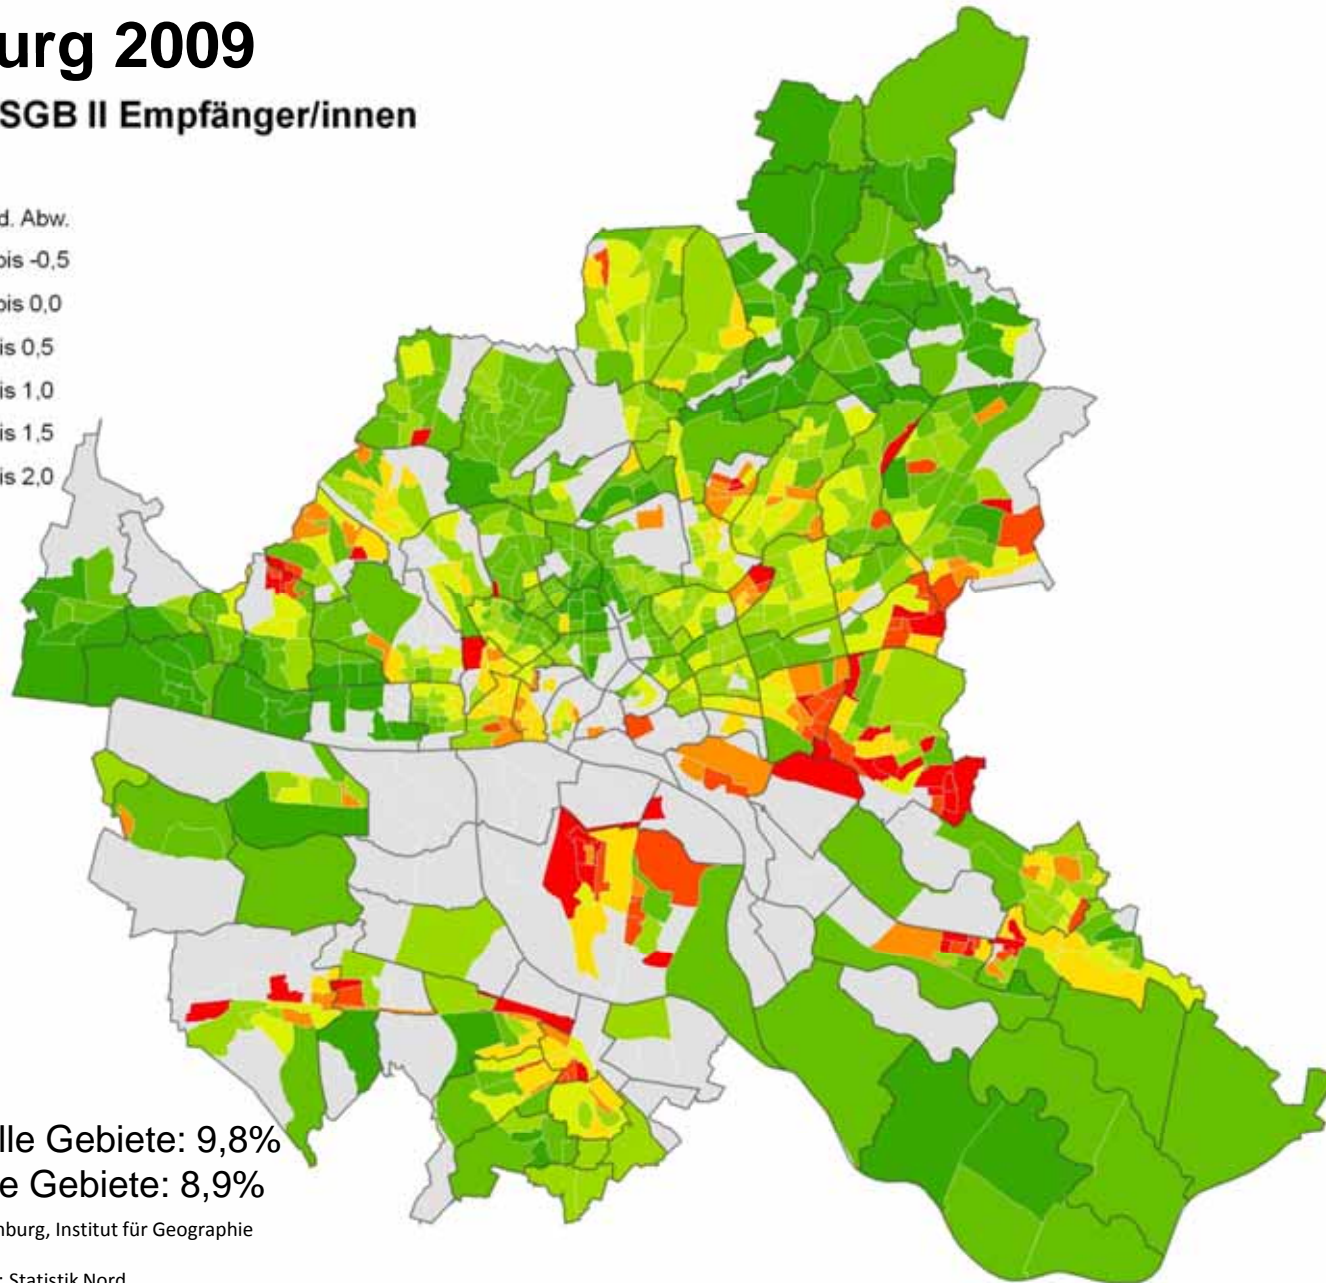 urg 2009
SGB II Empfänger/innen
d. Abw.
bis -0,5
bis 0,0
is 0,5
is 1,0
is 1,5
is 2,0
lle Gebiete: 9,8%
e Gebiete: 8,9%
nburg, Institut für Geographie
: Statistik Nord